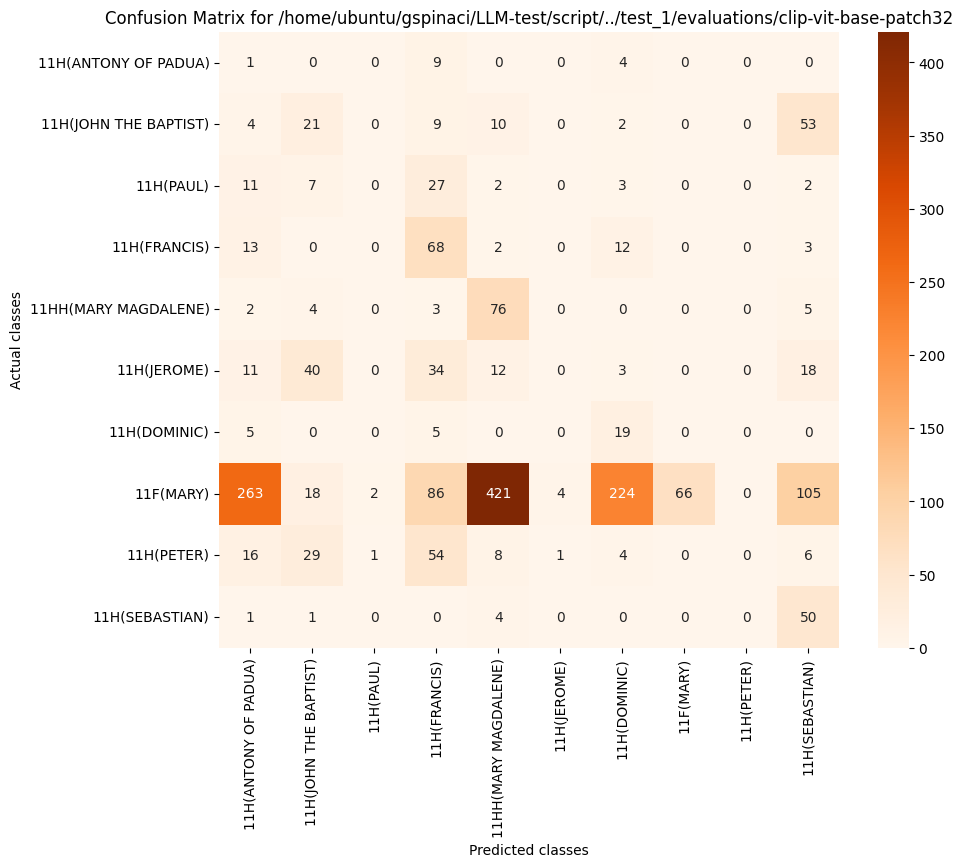 Confusion Matrix for /home/ubuntu/gspinaci/LLM-test/script/../test_1/evaluations/clip-vit-base-patch32
Actual classes
11H(ANTONY OF PADUA) 1 0 0 9 0 0 4 0 0 0
11H(JOHN THE BAPTIST) 4 21 0 9 10 0 2 0 0 53
11H(PAUL) 11 7 0 27 2 0 3 0 0 2
11H(FRANCIS) 13 0 0 68 2 0 12 0 0 3
11HH(MARY MAGDALENE) 2 4 0 3 76 0 0 0 0 5
11H(JEROME) 11 40 0 34 12 0 3 0 0 18
11H(DOMINIC) 5 0 0 5 0 0 19 0 0 0
11F(MARY) 263 18 2 86 421 4 224 66 0 105
11H(PETER) 16 29 1 54 8 1 4 0 0 6
11H(SEBASTIAN) 1 1 0 0 4 0 0 0 0 50
11H(ANTONY OF PADUA)
11H(JOHN THE BAPTIST)
11H(PAUL)
11H(FRANCIS)
11HH(MARY MAGDALENE)
11H(JEROME)
11H(DOMINIC)
11F(MARY)
11H(PETER)
11H(SEBASTIAN)
Predicted classes
400
350
300
250
200
150
100
50
0